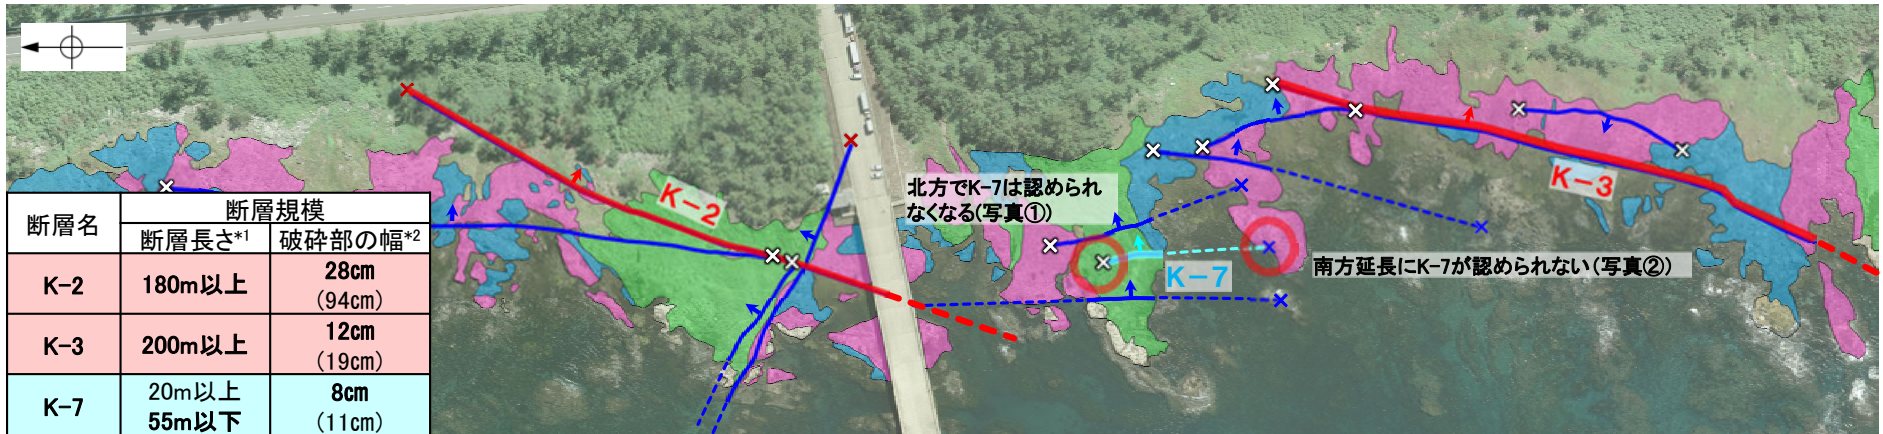 断層名
断層規模
断層長さ*1
破砕部の幅*2
K-2
180m以上
28cm
(94cm)
K-3
200m以上
12cm
(19cm)
K-7
20m以上
55m以下
8cm
(11cm)
K-2
北方でK-7は認められ
なくなる(写真①)
K-7
南方延長にK-7が認められない(写真②)
K-3